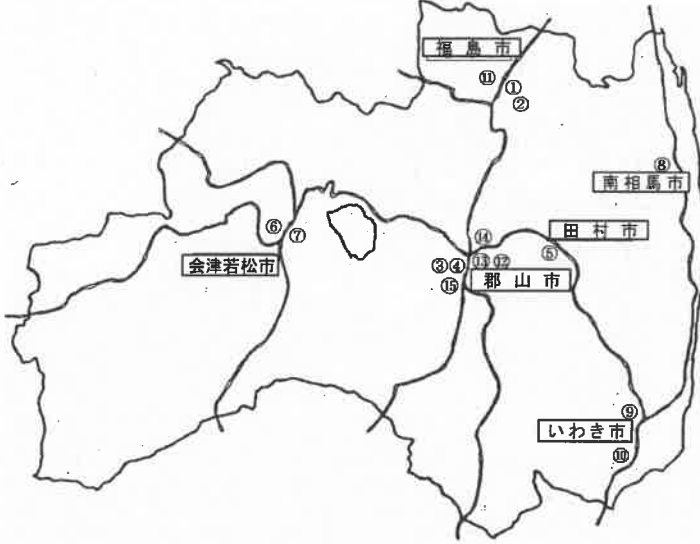 福島市
⑪
①
②
⑧
南相馬市
⑥
⑦
会津若松市
⑭
田村市
③④
⑬⑫
⑤
⑮
郡山市
⑨
いわき市
⑩